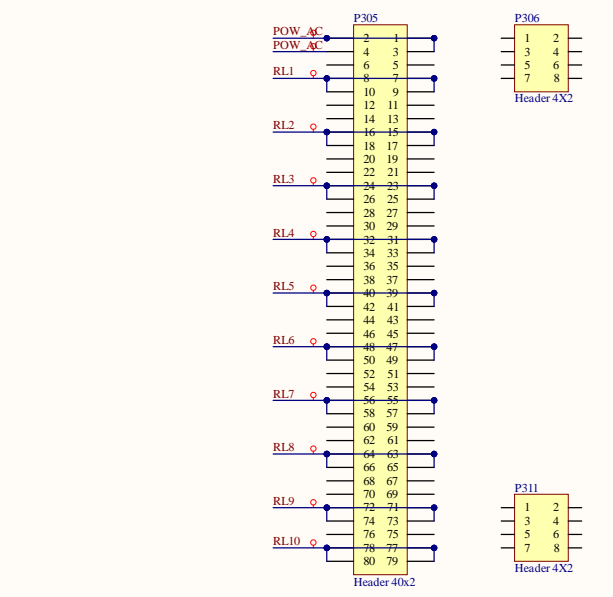 P305
P306
POW_AC 2 1 1 2
POW_AC 4 3 3 4
6 5 5 6
RL1 8 7 7 8
10 9 Header 4X2
12 11
14 13
RL2 16 15
18 17
20 19
22 21
RL3 24 23
26 25
28 27
30 29
RL4 32 31
34 33
36 35
38 37
RL5 40 39
42 41
44 43
46 45
RL6 48 47
50 49
52 51
54 53
RL7 56 55
58 57
60 59
62 61
RL8 64 63
66 65
68 67
70 69 P311
RL9 72 71 1 2
74 73 3 4
76 75 5 6
RL10 78 77 7 8
80 79 Header 4X2
Header 40x2